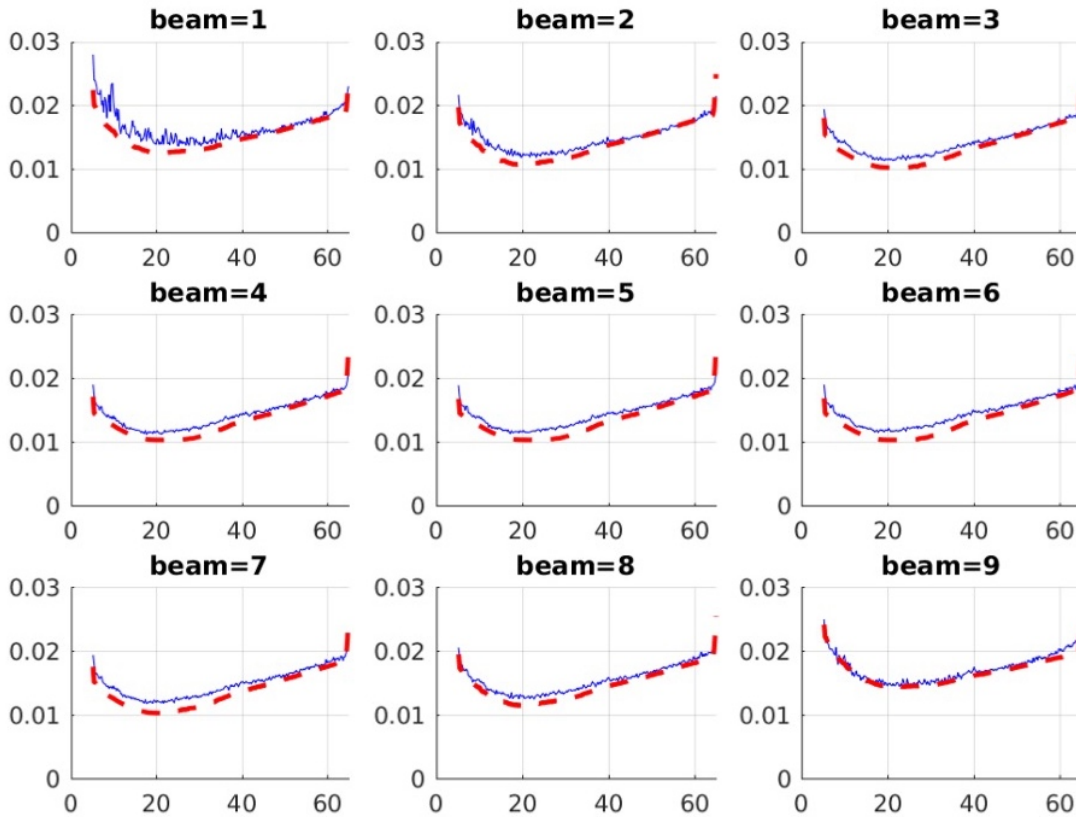 beam=1 beam=2 beam=3
0.03 0.03 0.03
0.02 0.02 0.02
0.01 0.01 0.01
0 0 0
0 20 40 60 0 20 40 60 0 20 40 60
beam=4 beam=5 beam=6
0.03 0.03 0.03
0.02 0.02 0.02
0.01 0.01 0.01
0 0 0
0 20 40 60 0 20 40 60 0 20 40 60
beam=7 beam=8 beam=9
0.03 0.03 0.03
0.02 0.02 0.02
0.01 0.01 0.01
0 0 0
0 20 40 60 0 20 40 60 0 20 40 60